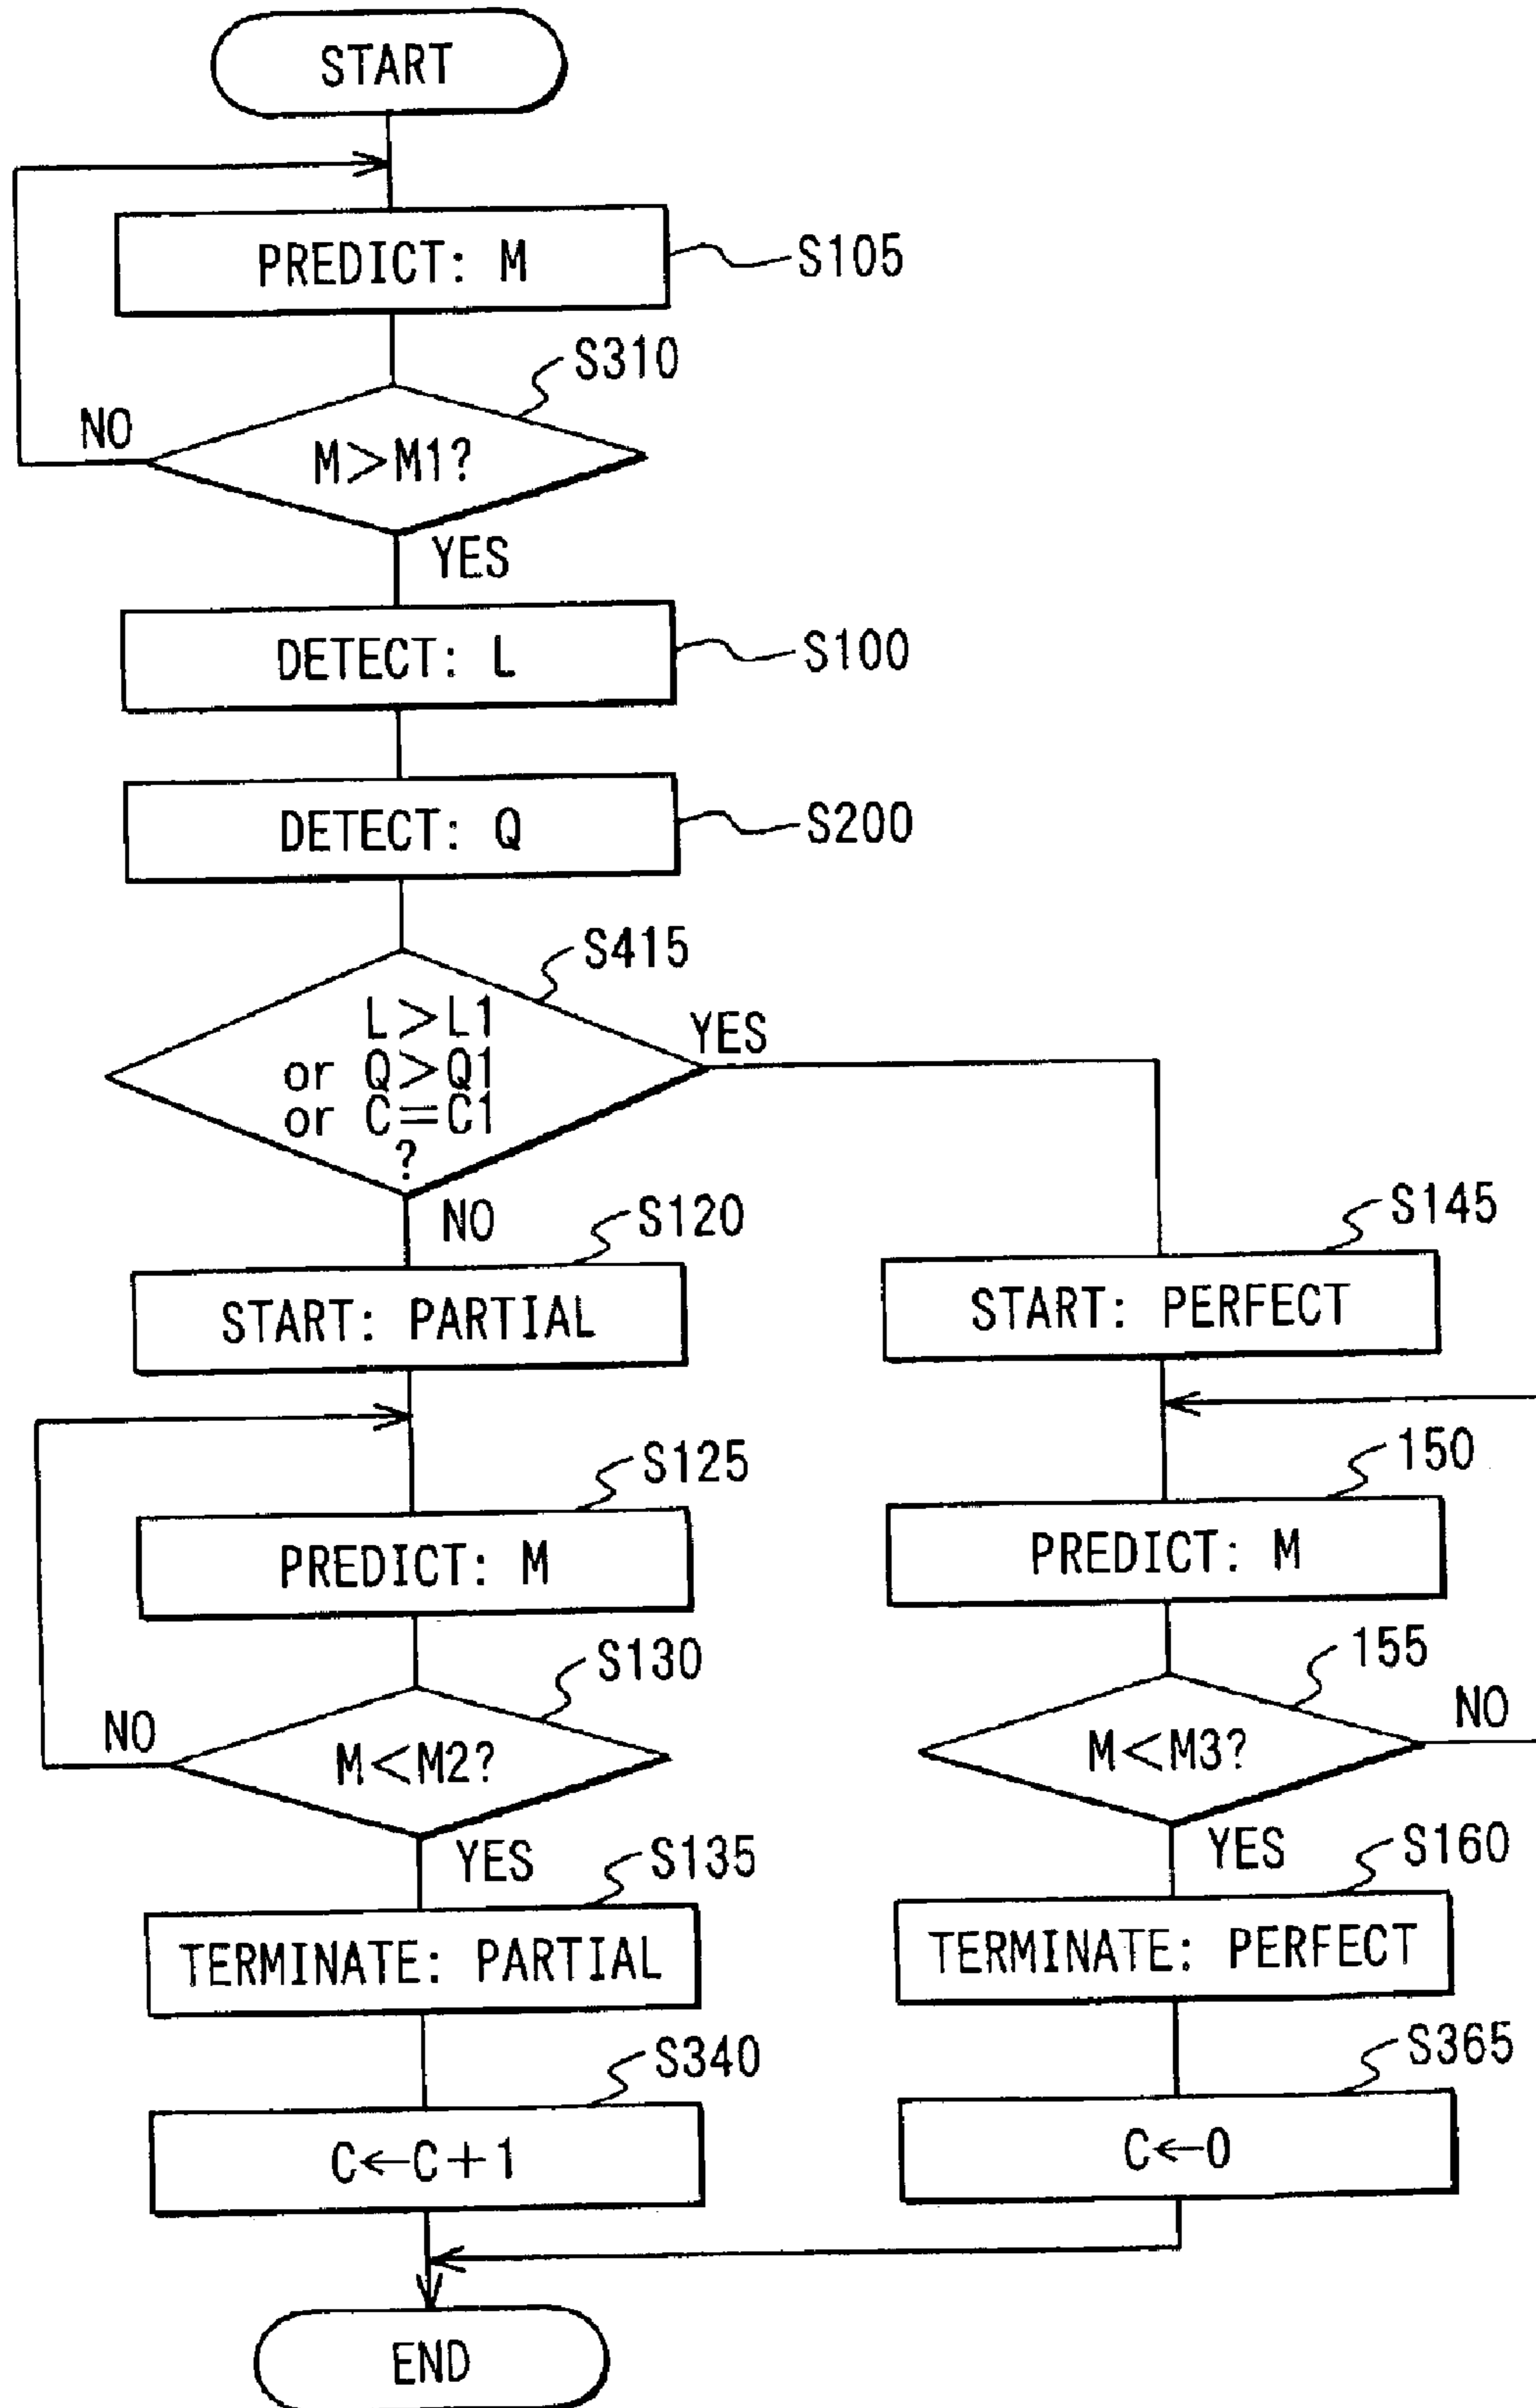 START
PREDICT: M
S105
S310
M>M1?
NO
YES
DETECT: L
S100
DETECT: Q
S200
S415
L>L1
or Q>Q1
or C=C1
?
YES
NO
S120
START: PARTIAL
S125
PREDICT: M
S130
M<M2?
NO
YES
S135
TERMINATE: PARTIAL
S340
C←C+1
S145
START: PERFECT
150
PREDICT: M
155
M<M3?
NO
YES
S160
TERMINATE: PERFECT
S365
C←0
END